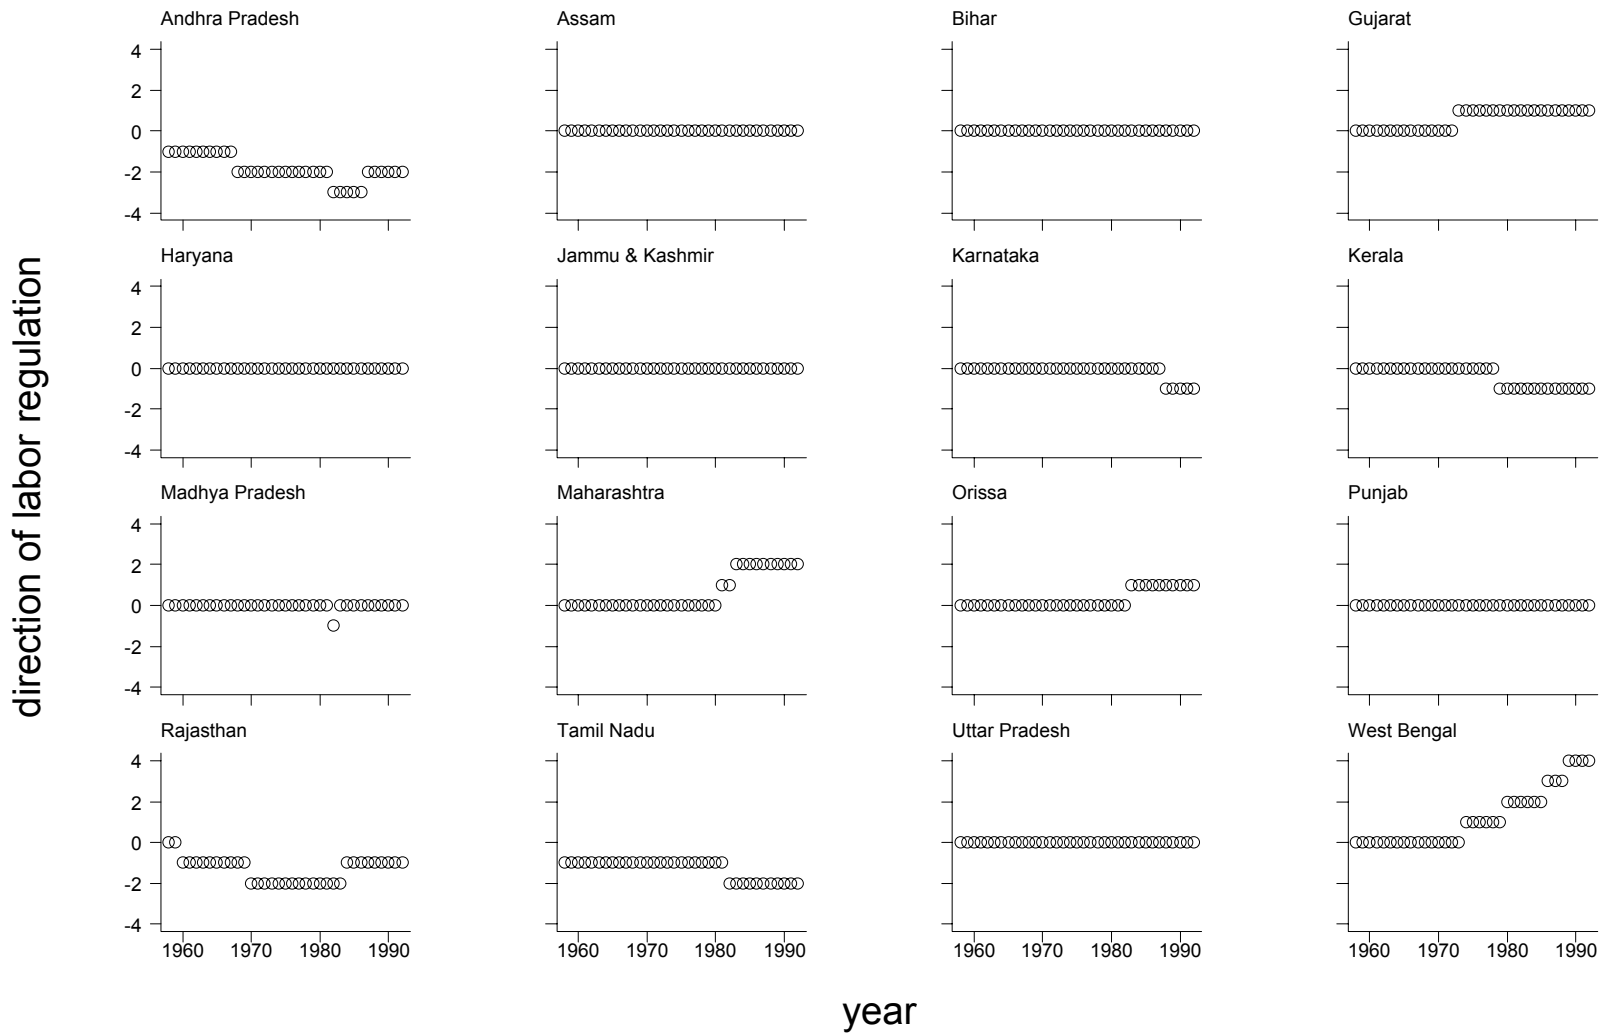 Andhra Pradesh
Assam
Bihar
Gujarat
4
2
0
-2
-4
Haryana
Jammu & Kashmir
Karnataka
Kerala
4
2
0
-2
-4
Madhya Pradesh
Maharashtra
Orissa
Punjab
4
2
0
-2
-4
Rajasthan
Tamil Nadu
Uttar Pradesh
West Bengal
4
2
0
-2
-4
1960 1970 1980 1990
1960 1970 1980 1990
1960 1970 1980 1990
1960 1970 1980 1990
direction of labor regulation
year